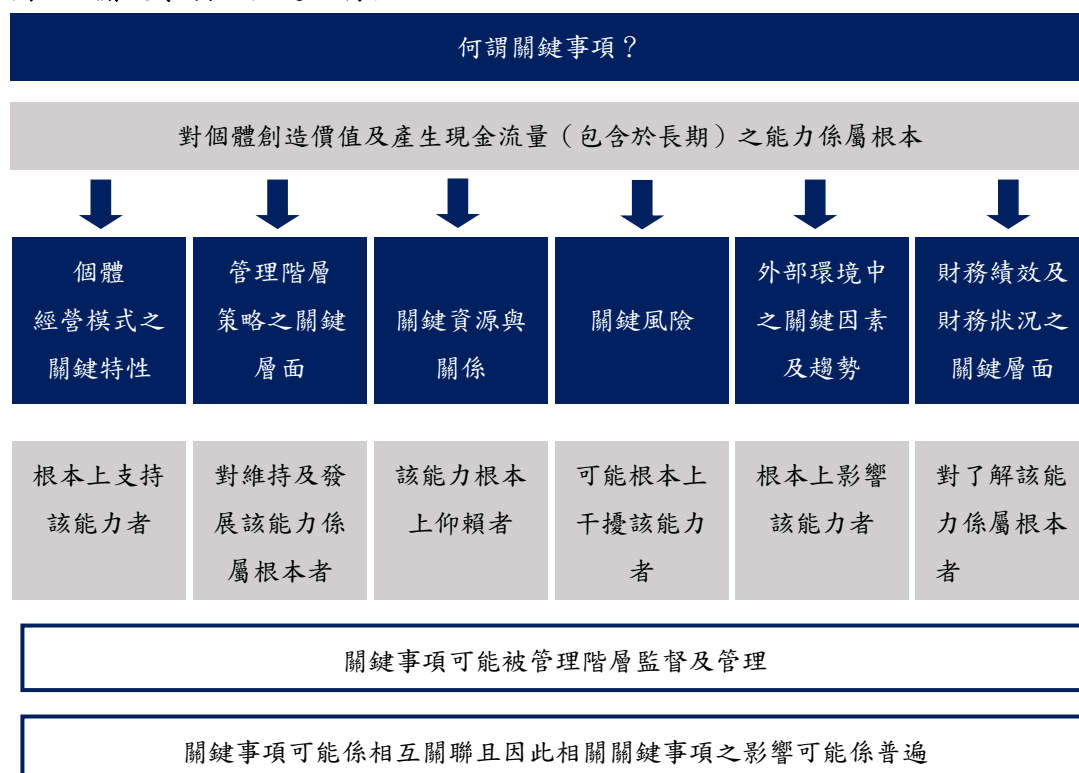 何謂關鍵事項？
對個體創造價值及產生現金流量（包含於長期）之能力係屬根本
個體
經營模式之
關鍵特性
管理階層
策略之關鍵
層面
關鍵資源與
關係
關鍵風險
外部環境中
之關鍵因素
及趨勢
財務績效及
財務狀況之
關鍵層面
根本上支持
該能力者
對維持及發
展該能力係
屬根本者
該能力根本
上仰賴者
可能根本上
干擾該能力
者
根本上影響
該能力者
對了解該能
力係屬根本
者
關鍵事項可能被管理階層監督及管理
關鍵事項可能係相互關聯且因此相關關鍵事項之影響可能係普遍